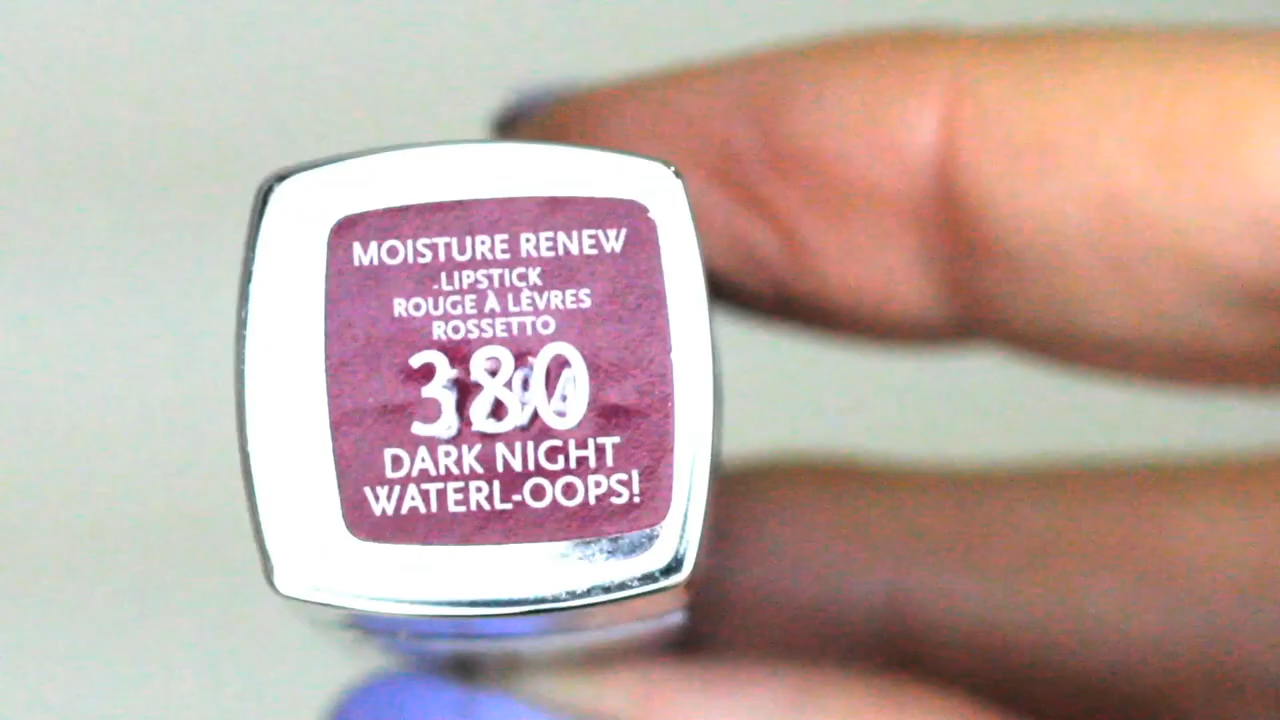 MOISTURE RENEW
-LIPSTICK
ROUGE À LÈVRES
ROSSETTO
380
DARK NIGHT
WATERL-OOPS!